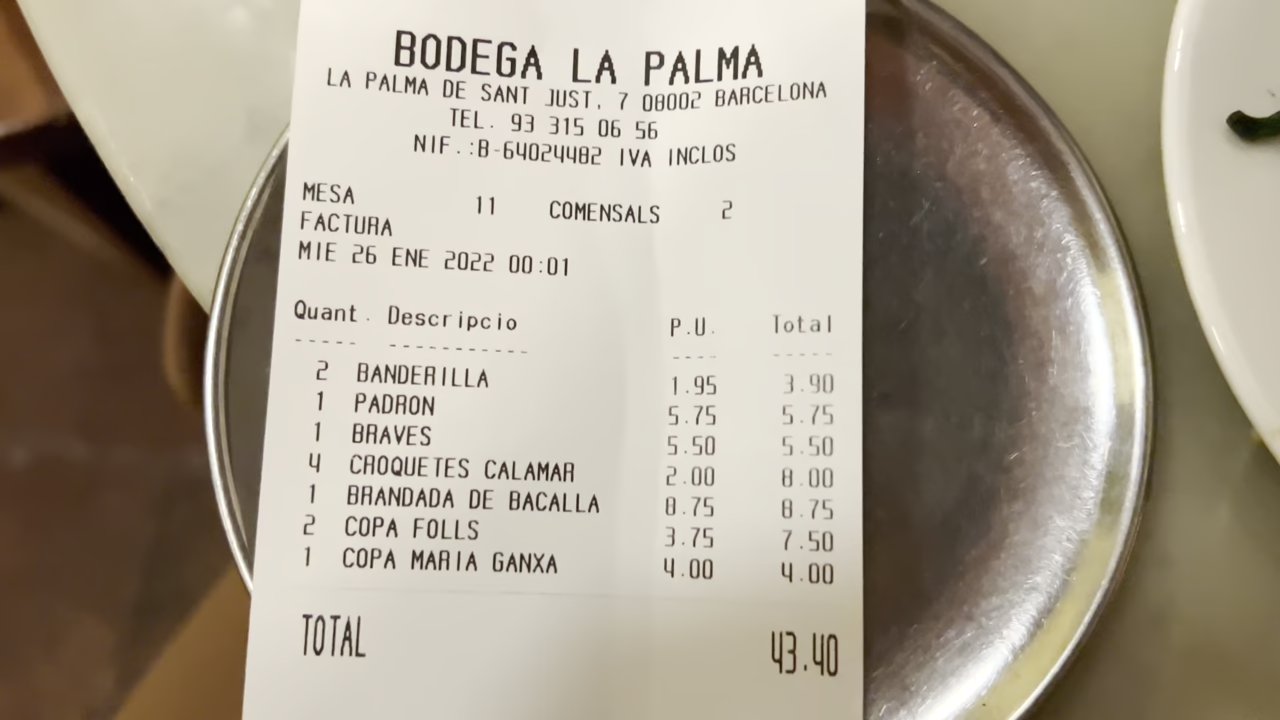 BODEGA LA PALMA
LA PALMA DE SANT JUST, 7 08002 BARCELONA
TEL. 93 315 06 56
NIF.:B-64024482 IVA INCLOS
MESA 11 COMENSALS 2
FACTURA
MIE 26 ENE 2022 00:01
Quant. Descripcio P.U. Total
----- ----------- ---- -----
2 BANDERILLA 1.95 3.90
1 PADRON 5.75 5.75
1 BRAVES 5.50 5.50
4 CROQUETES CALAMAR 2.00 8.00
1 BRANDADA DE BACALLA 8.75 8.75
2 COPA FOLLS 3.75 7.50
1 COPA MARIA GANXA 4.00 4.00
TOTAL 43.40